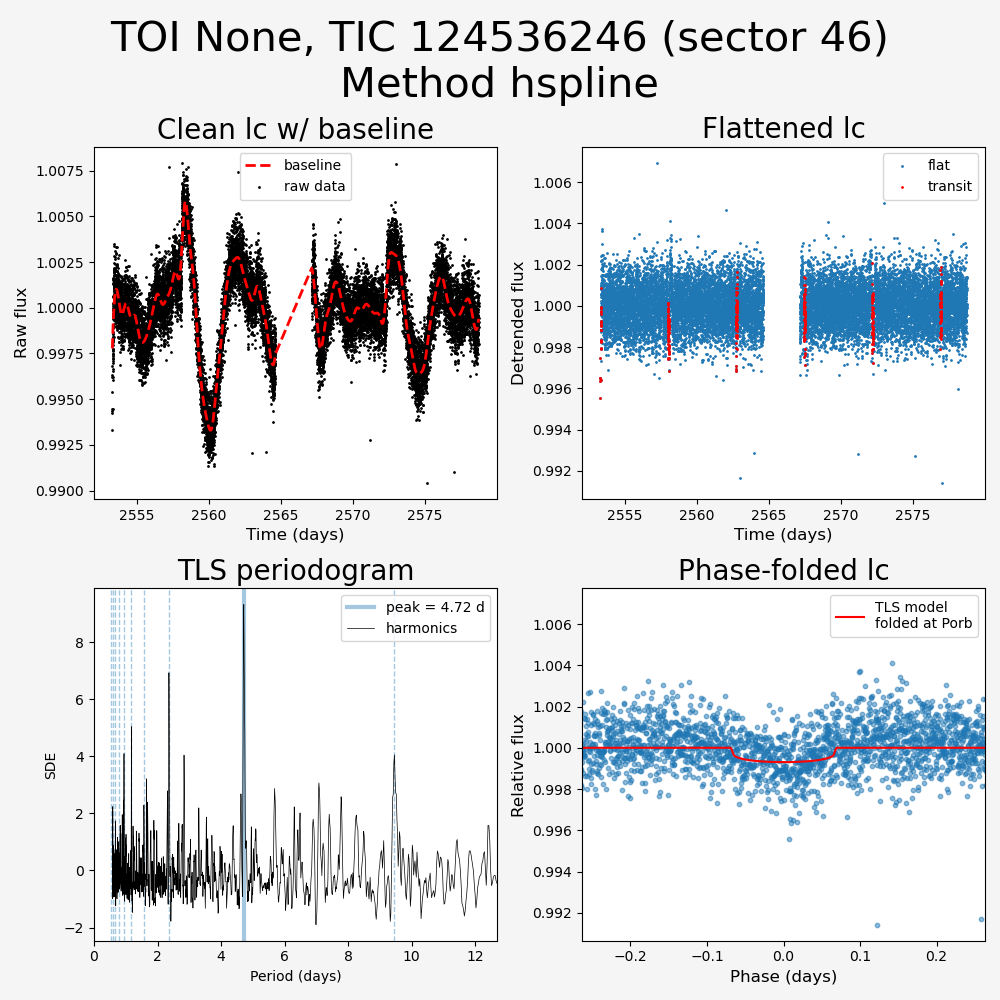 TOI None, TIC 124536246 (sector 46)
Method hspline
Clean lc w/ baseline
baseline
raw data
1.0075
1.0050
1.0025
1.0000
0.9975
0.9950
0.9925
0.9900
Raw flux
2555 2560 2565 2570 2575
Time (days)
Flattened lc
flat
transit
1.006
1.004
1.002
1.000
0.998
0.996
0.994
0.992
Detrended flux
2555 2560 2565 2570 2575
Time (days)
TLS periodogram
peak = 4.72 d
harmonics
8
6
4
2
0
−2
SDE
0 2 4 6 8 10 12
Period (days)
Phase-folded lc
TLS model
folded at Porb
1.006
1.004
1.002
1.000
0.998
0.996
0.994
0.992
Relative flux
−0.2 −0.1 0.0 0.1 0.2
Phase (days)